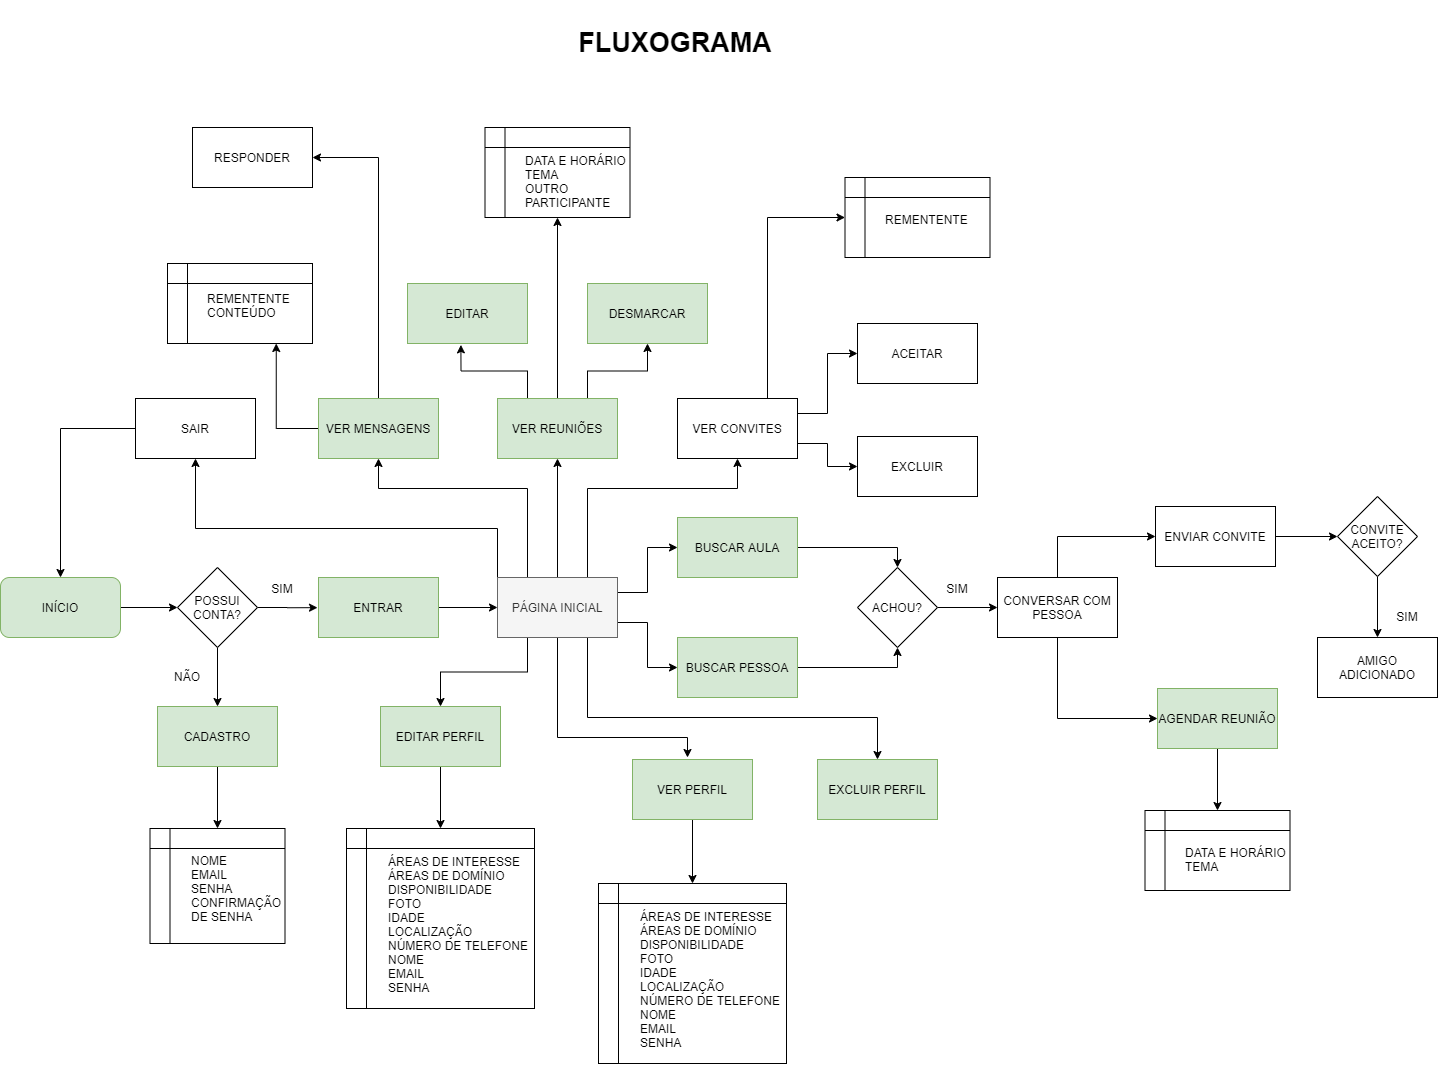 FLUXOGRAMA
RESPONDER
DATA E HORÁRIO
TEMA
OUTRO
PARTICIPANTE
REMENTENTE
REMENTENTE
CONTEÚDO
EDITAR
DESMARCAR
ACEITAR
SAIR
VER MENSAGENS
VER REUNIÕES
VER CONVITES
EXCLUIR
BUSCAR AULA
ENVIAR CONVITE
CONVITE
ACEITO?
INÍCIO
POSSUI
CONTA?
SIM
ENTRAR
PÁGINA INICIAL
ACHOU?
SIM
CONVERSAR COM
PESSOA
SIM
NÃO
BUSCAR PESSOA
AMIGO
ADICIONADO
CADASTRO
EDITAR PERFIL
AGENDAR REUNIÃO
VER PERFIL
EXCLUIR PERFIL
NOME
EMAIL
SENHA
CONFIRMAÇÃO
DE SENHA
ÁREAS DE INTERESSE
ÁREAS DE DOMÍNIO
DISPONIBILIDADE
FOTO
IDADE
LOCALIZAÇÃO
NÚMERO DE TELEFONE
NOME
EMAIL
SENHA
ÁREAS DE INTERESSE
ÁREAS DE DOMÍNIO
DISPONIBILIDADE
FOTO
IDADE
LOCALIZAÇÃO
NÚMERO DE TELEFONE
NOME
EMAIL
SENHA
DATA E HORÁRIO
TEMA